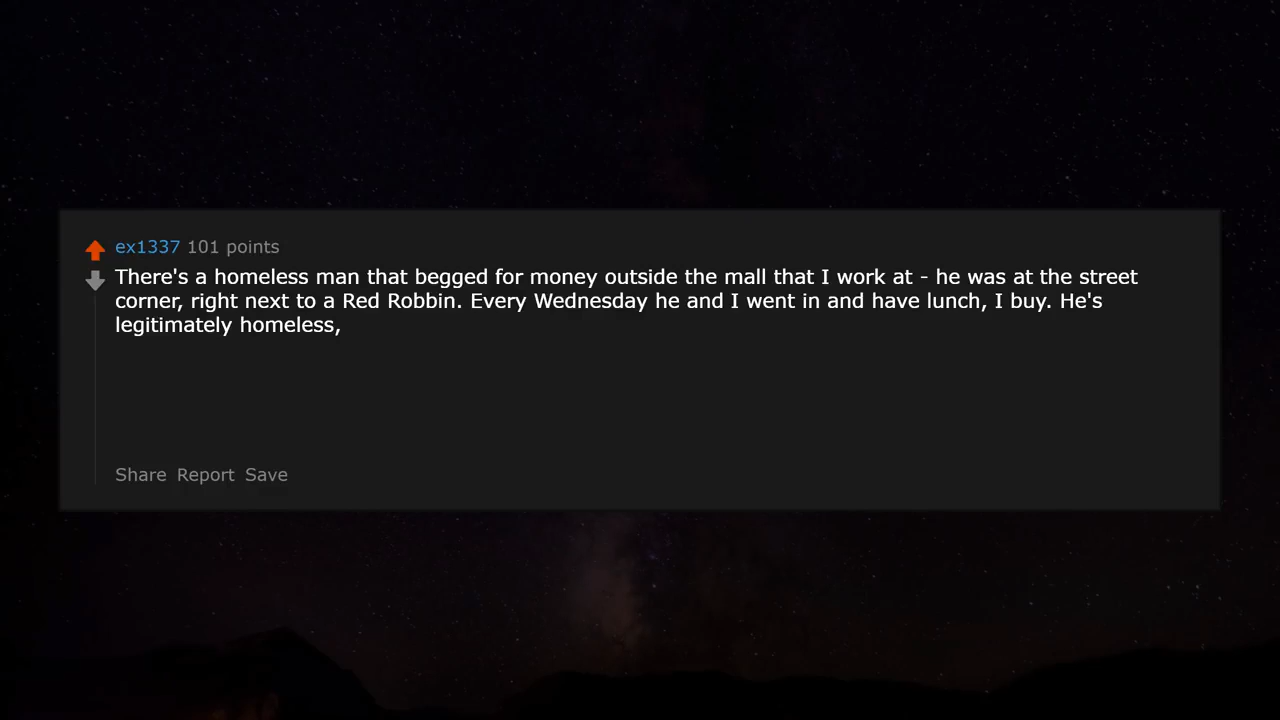 ex1337 101 points
There's a homeless man that begged for money outside the mall that I work at - he was at the street
corner, right next to a Red Robbin. Every Wednesday he and I went in and have lunch, I buy. He's
legitimately homeless,
Share Report Save